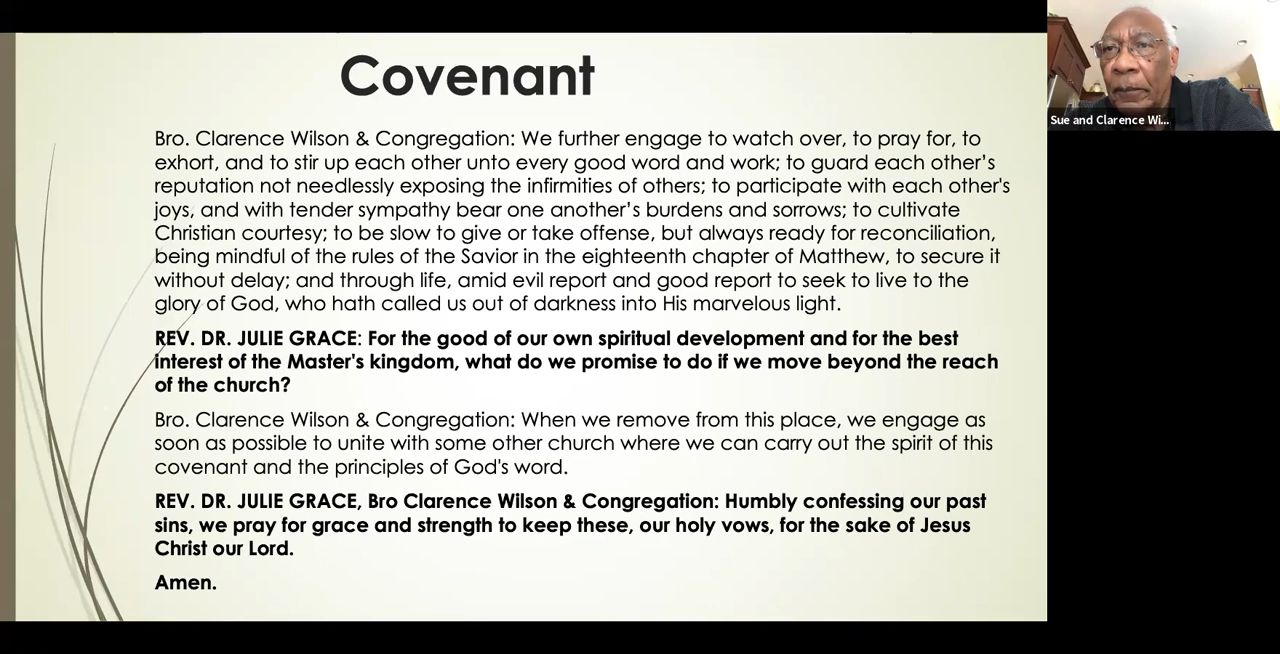 Covenant
Bro. Clarence Wilson & Congregation: We further engage to watch over, to pray for, to
exhort, and to stir up each other unto every good word and work; to guard each other’s
reputation not needlessly exposing the infirmities of others; to participate with each other's
joys, and with tender sympathy bear one another’s burdens and sorrows; to cultivate
Christian courtesy; to be slow to give or take offense, but always ready for reconciliation,
being mindful of the rules of the Savior in the eighteenth chapter of Matthew, to secure it
without delay; and through life, amid evil report and good report to seek to live to the
glory of God, who hath called us out of darkness into His marvelous light.
REV. DR. JULIE GRACE: For the good of our own spiritual development and for the best
interest of the Master's kingdom, what do we promise to do if we move beyond the reach
of the church?
Bro. Clarence Wilson & Congregation: When we remove from this place, we engage as
soon as possible to unite with some other church where we can carry out the spirit of this
covenant and the principles of God's word.
REV. DR. JULIE GRACE, Bro Clarence Wilson & Congregation: Humbly confessing our past
sins, we pray for grace and strength to keep these, our holy vows, for the sake of Jesus
Christ our Lord.
Amen.
Sue and Clarence Wi...